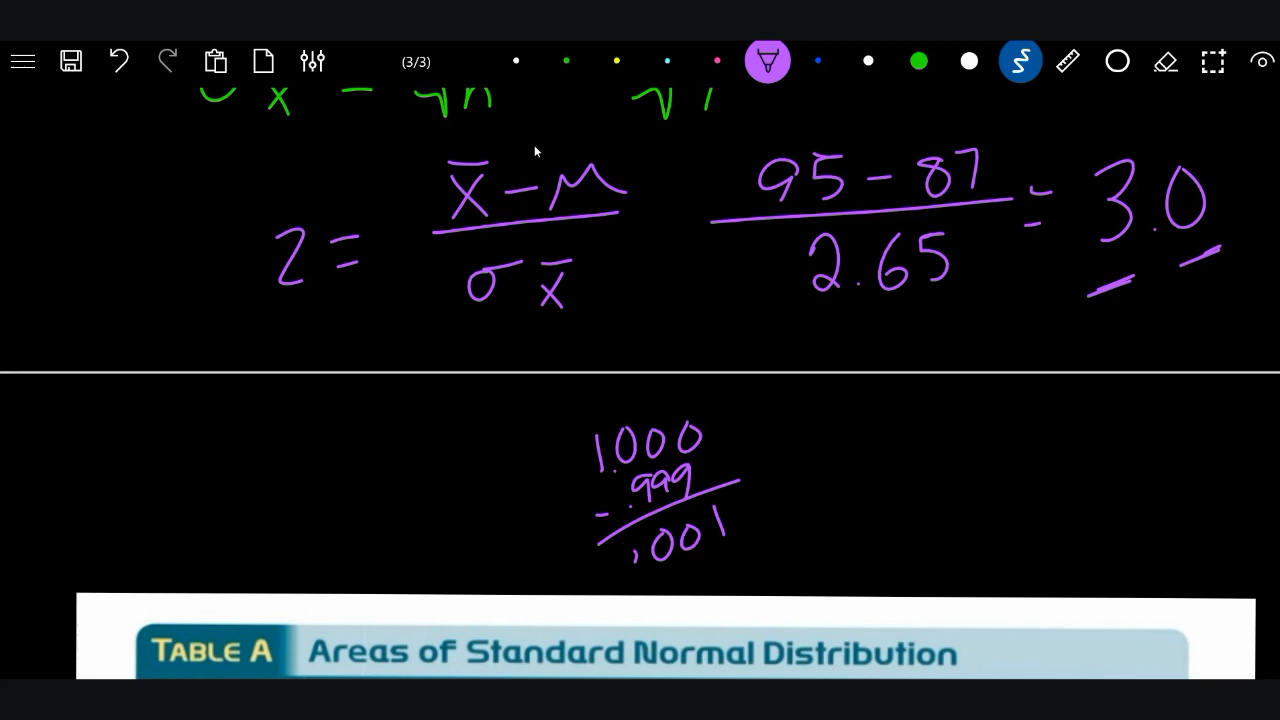 (3/3)
σ x̄ = √n √
z = (x̄ − μ) / σx̄ (95 − 87) / 2.65 = 3.0
1.000
- .999
.001
TABLE A Areas of Standard Normal Distribution